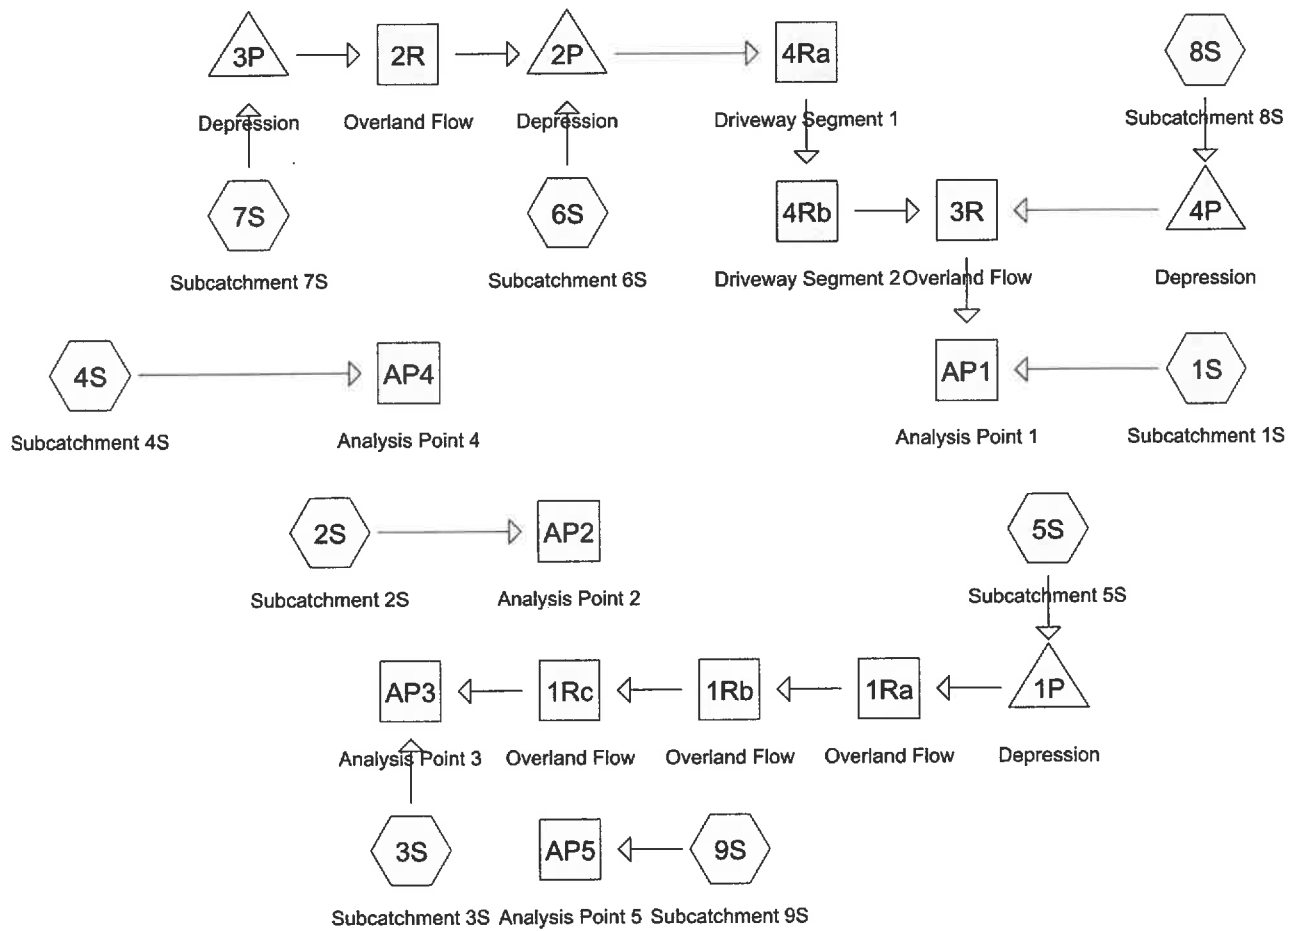 3P 2R 2P 4Ra 8S
Depression Overland Flow Depression Driveway Segment 1 Subcatchment 8S
7S 6S 4Rb 3R 4P
Subcatchment 7S Subcatchment 6S Driveway Segment 2 Overland Flow Depression
4S AP4 AP1 1S
Subcatchment 4S Analysis Point 4 Analysis Point 1 Subcatchment 1S
2S AP2 5S
Subcatchment 2S Analysis Point 2 Subcatchment 5S
AP3 1Rc 1Rb 1Ra 1P
Analysis Point 3 Overland Flow Overland Flow Overland Flow Depression
3S AP5 9S
Subcatchment 3S Analysis Point 5 Subcatchment 9S